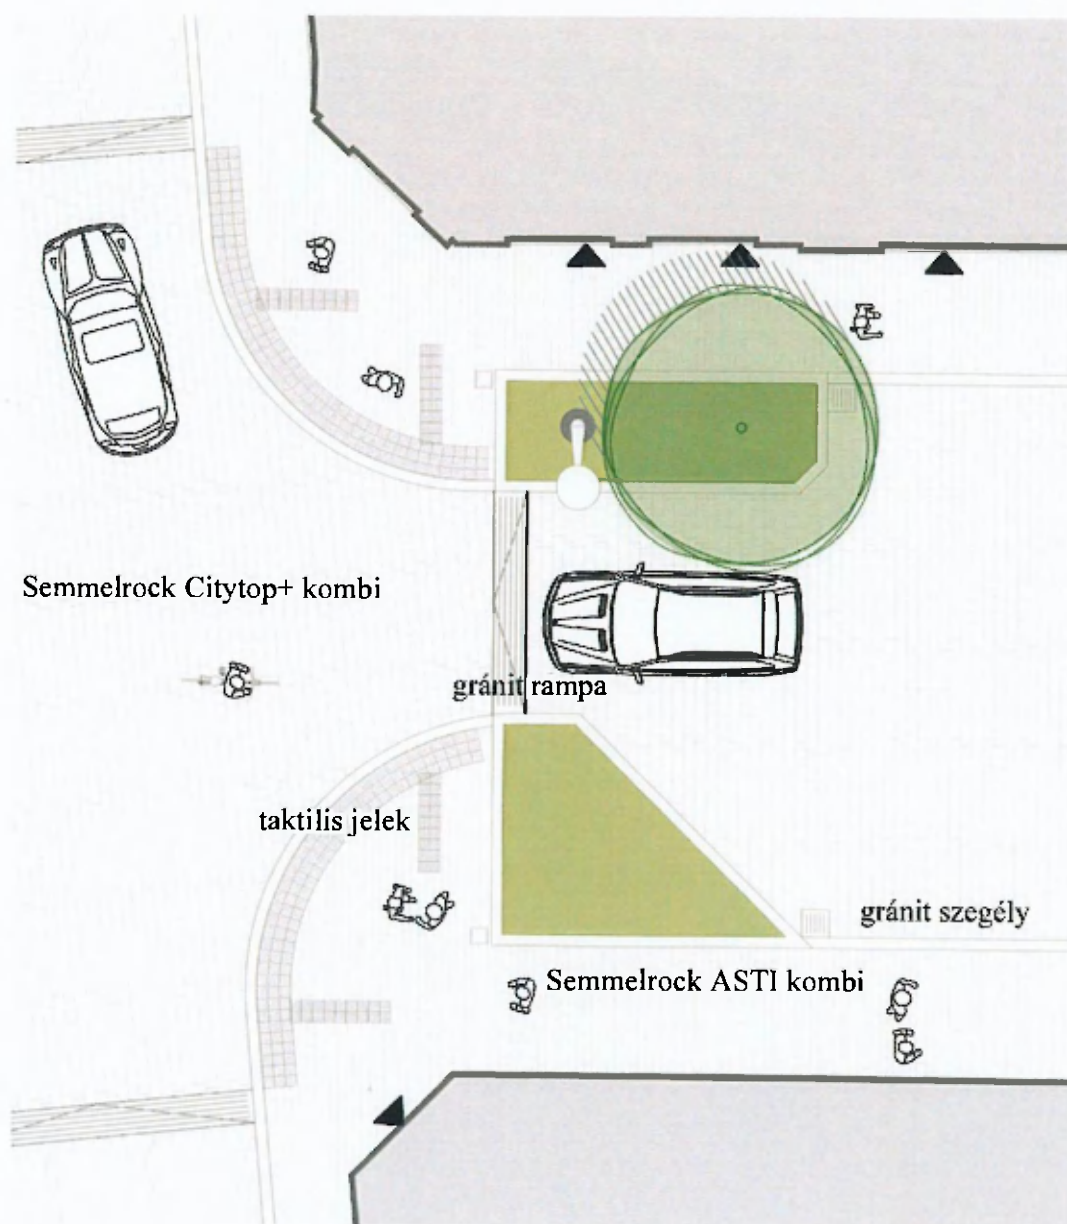 Semmelrock Citytop+ kombi
gránit rampa
taktilis jelek
gránit szegély
Semmelrock ASTI kombi